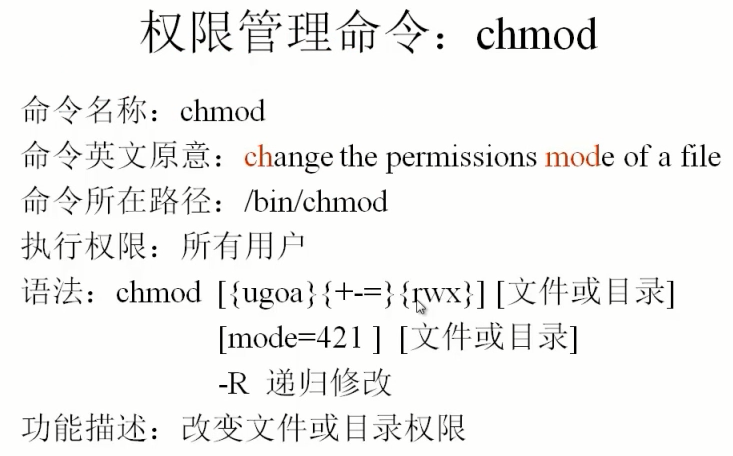 权限管理命令：chmod
命令名称：chmod
命令英文原意：change the permissions mode of a file
命令所在路径：/bin/chmod
执行权限：所有用户
语法：chmod [{ugoa}{+-=}{rwx}] [文件或目录]
[mode=421 ] [文件或目录]
-R 递归修改
功能描述：改变文件或目录权限